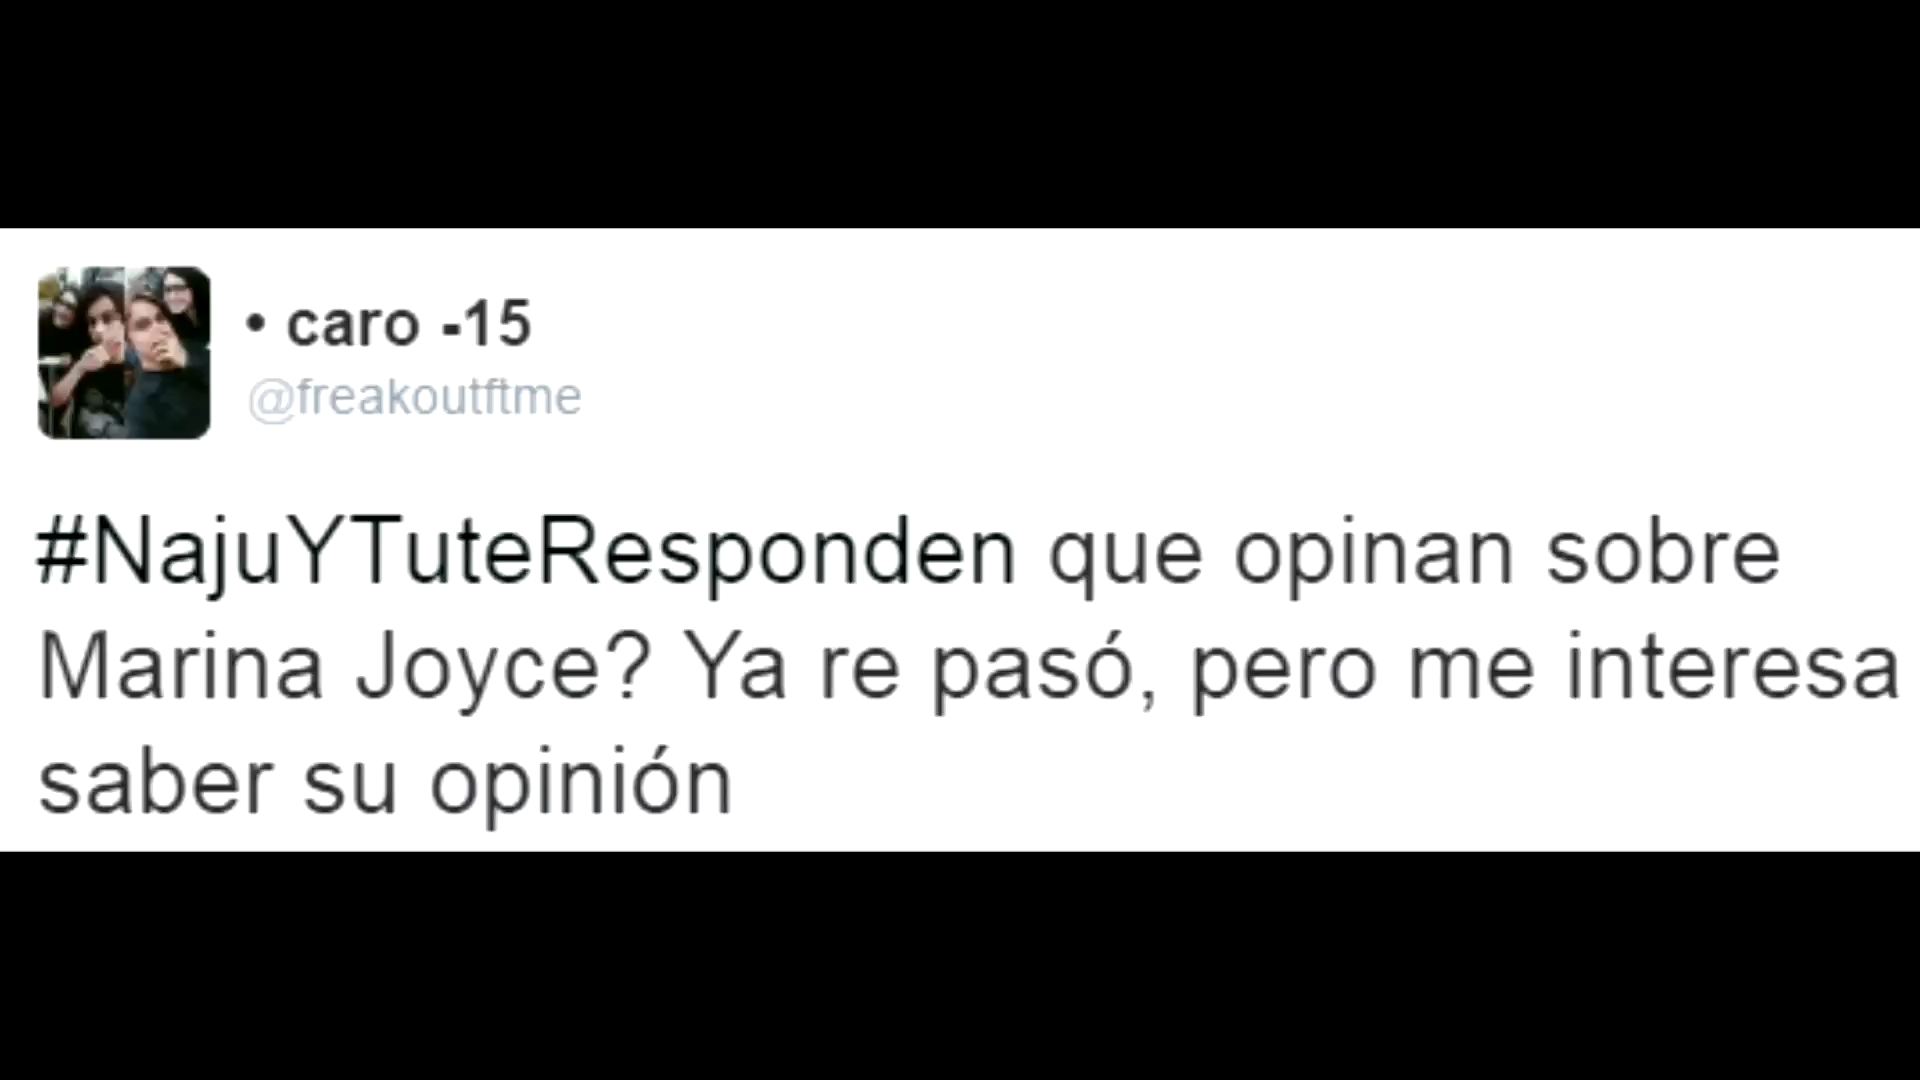 • caro -15
@freakoutftme
#NajuYTuteResponden que opinan sobre
Marina Joyce? Ya re pasó, pero me interesa
saber su opinión